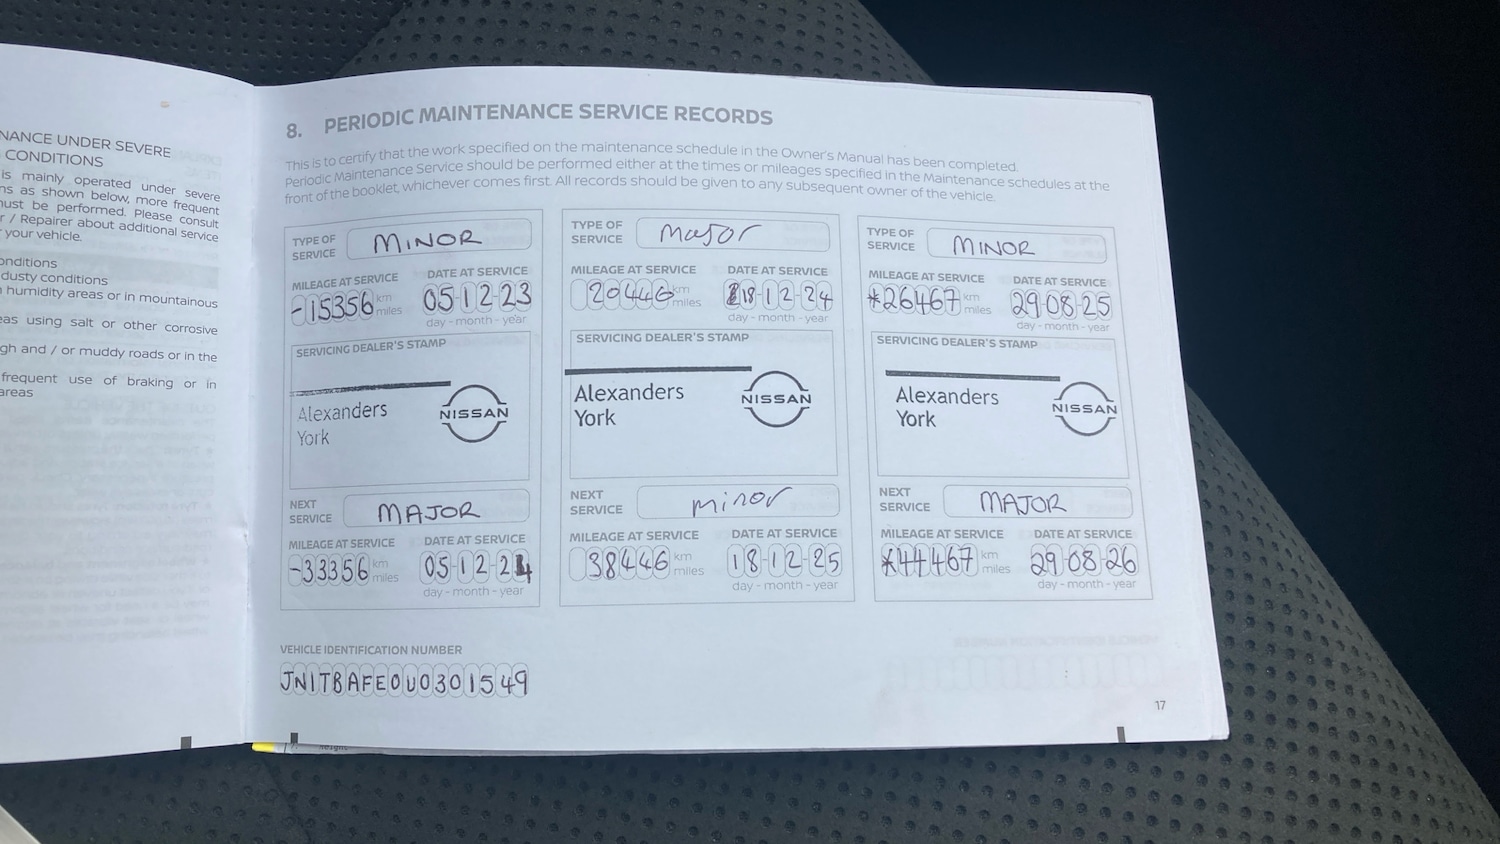 NANCE UNDER SEVERE
CONDITIONS
is mainly operated under severe
ns as shown below, more frequent
must be performed. Please consult
r / Repairer about additional service
your vehicle.
onditions
dusty conditions
humidity areas or in mountainous
eas using salt or other corrosive
gh and / or muddy roads or in the
frequent use of braking or in
areas
8. PERIODIC MAINTENANCE SERVICE RECORDS
This is to certify that the work specified on the maintenance schedule in the Owner's Manual has been completed.
Periodic Maintenance Service should be performed either at the times or mileages specified in the Maintenance schedules at the
front of the booklet, whichever comes first. All records should be given to any subsequent owner of the vehicle.
TYPE OF SERVICE MINOR
MILEAGE AT SERVICE DATE AT SERVICE
-15356 km miles 05-12-23
day - month - year
SERVICING DEALER'S STAMP
Alexanders
York
NISSAN
NEXT SERVICE MAJOR
MILEAGE AT SERVICE DATE AT SERVICE
-33356 km miles 05-12-24
day - month - year
TYPE OF SERVICE Major
MILEAGE AT SERVICE DATE AT SERVICE
20446 km miles 18-12-24
day - month - year
SERVICING DEALER'S STAMP
Alexanders
York
NISSAN
NEXT SERVICE minor
MILEAGE AT SERVICE DATE AT SERVICE
38446 km miles 18-12-25
day - month - year
TYPE OF SERVICE MINOR
MILEAGE AT SERVICE DATE AT SERVICE
*26467 km miles 29-08-25
day - month - year
SERVICING DEALER'S STAMP
Alexanders
York
NISSAN
NEXT SERVICE MAJOR
MILEAGE AT SERVICE DATE AT SERVICE
*44467 km miles 29-08-26
day - month - year
VEHICLE IDENTIFICATION NUMBER
JN1TBAFE0U0301549
17